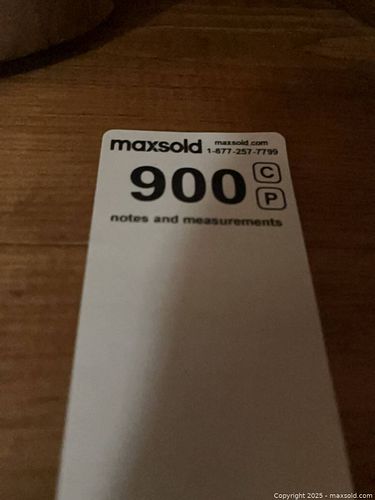 maxsold maxsold.com
1-877-257-7799
900 C
P
notes and measurements
Copyright 2025 - maxsold.com